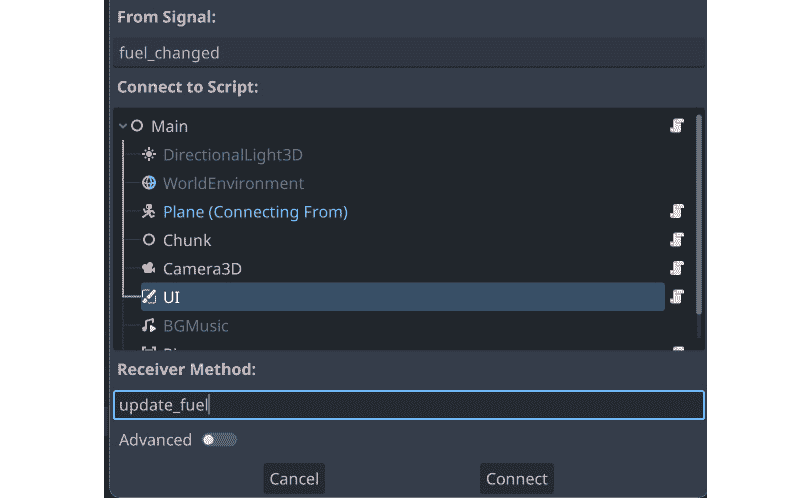 From Signal:
fuel_changed
Connect to Script:
Main
DirectionalLight3D
WorldEnvironment
Plane (Connecting From)
Chunk
Camera3D
UI
BGMusic
Receiver Method:
update_fuel
Advanced
Cancel Connect